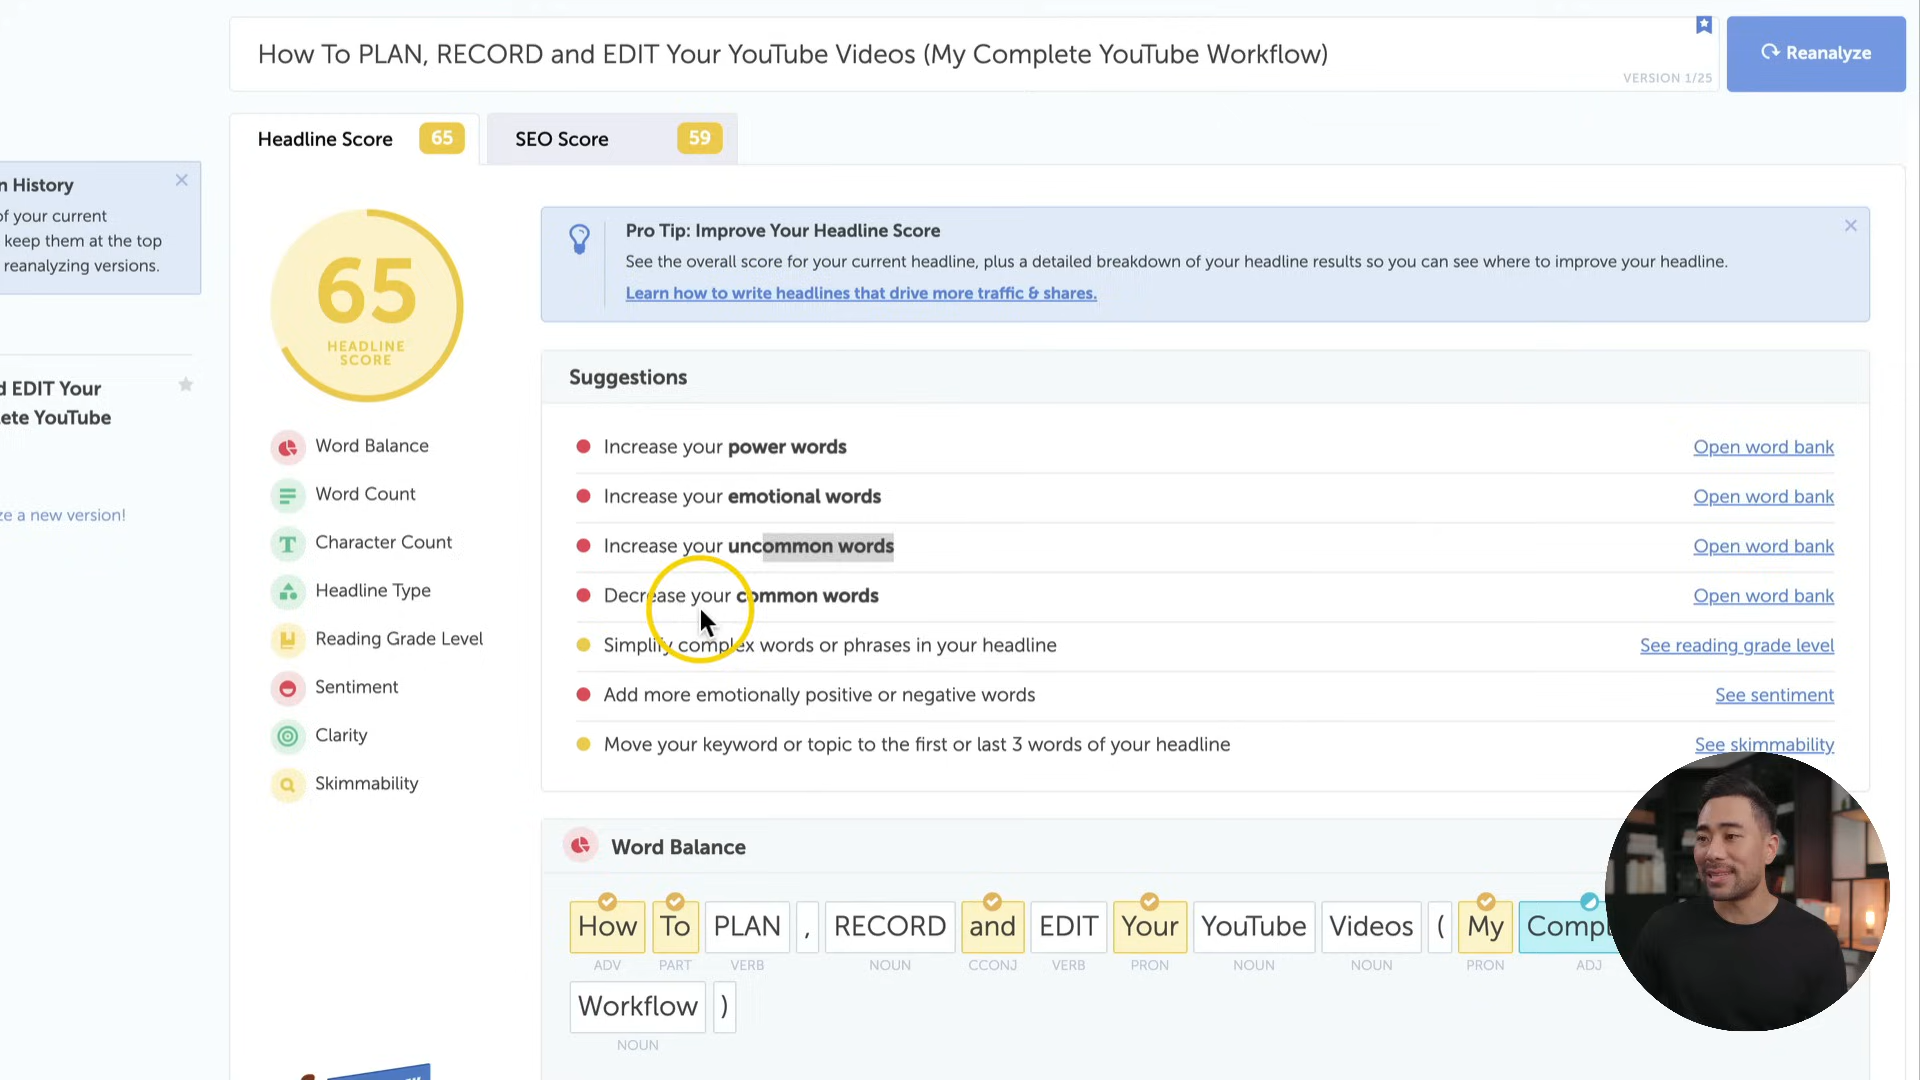 How To PLAN, RECORD and EDIT Your YouTube Videos (My Complete YouTube Workflow)
VERSION 1/25
Reanalyze
Headline Score 65
SEO Score 59
n History
of your current
keep them at the top
reanalyzing versions.
d EDIT Your
ete YouTube
ze a new version!
65
HEADLINE
SCORE
Word Balance
Word Count
Character Count
Headline Type
Reading Grade Level
Sentiment
Clarity
Skimmability
Pro Tip: Improve Your Headline Score
See the overall score for your current headline, plus a detailed breakdown of your headline results so you can see where to improve your headline.
Learn how to write headlines that drive more traffic & shares.
Suggestions
Increase your power words Open word bank
Increase your emotional words Open word bank
Increase your uncommon words Open word bank
Decrease your common words Open word bank
Simplify complex words or phrases in your headline See reading grade level
Add more emotionally positive or negative words See sentiment
Move your keyword or topic to the first or last 3 words of your headline See skimmability
Word Balance
How To PLAN , RECORD and EDIT Your YouTube Videos ( My Compl
ADV PART VERB NOUN CCONJ VERB PRON NOUN NOUN PRON ADJ
Workflow )
NOUN